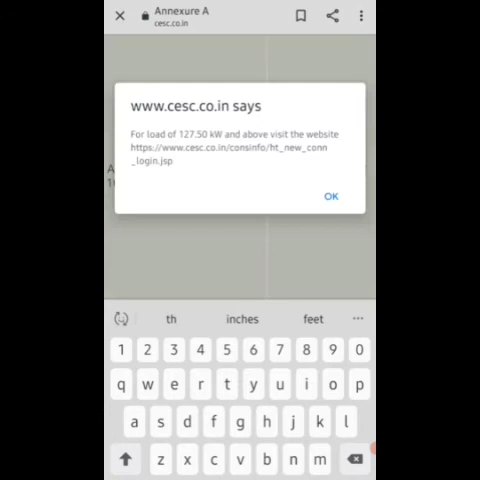 Annexure A
cesc.co.in
www.cesc.co.in says
For load of 127.50 kW and above visit the website
https://www.cesc.co.in/consinfo/ht_new_conn
_login.jsp
OK
th inches feet
1 2 3 4 5 6 7 8 9 0
q w e r t y u i o p
a s d f g h j k l
z x c v b n m